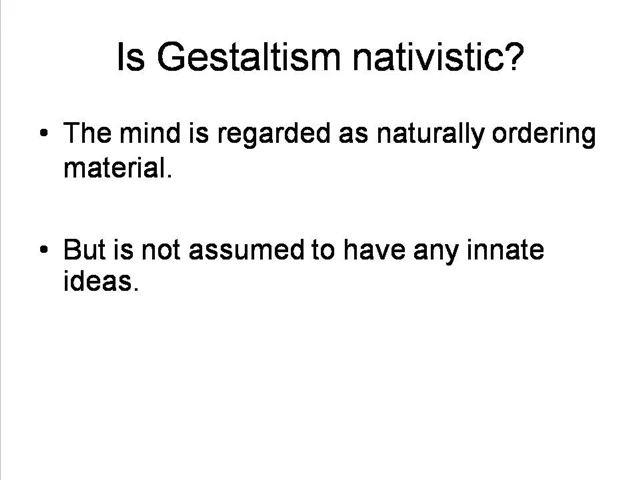 Is Gestaltism nativistic?
• The mind is regarded as naturally ordering
material.
• But is not assumed to have any innate
ideas.